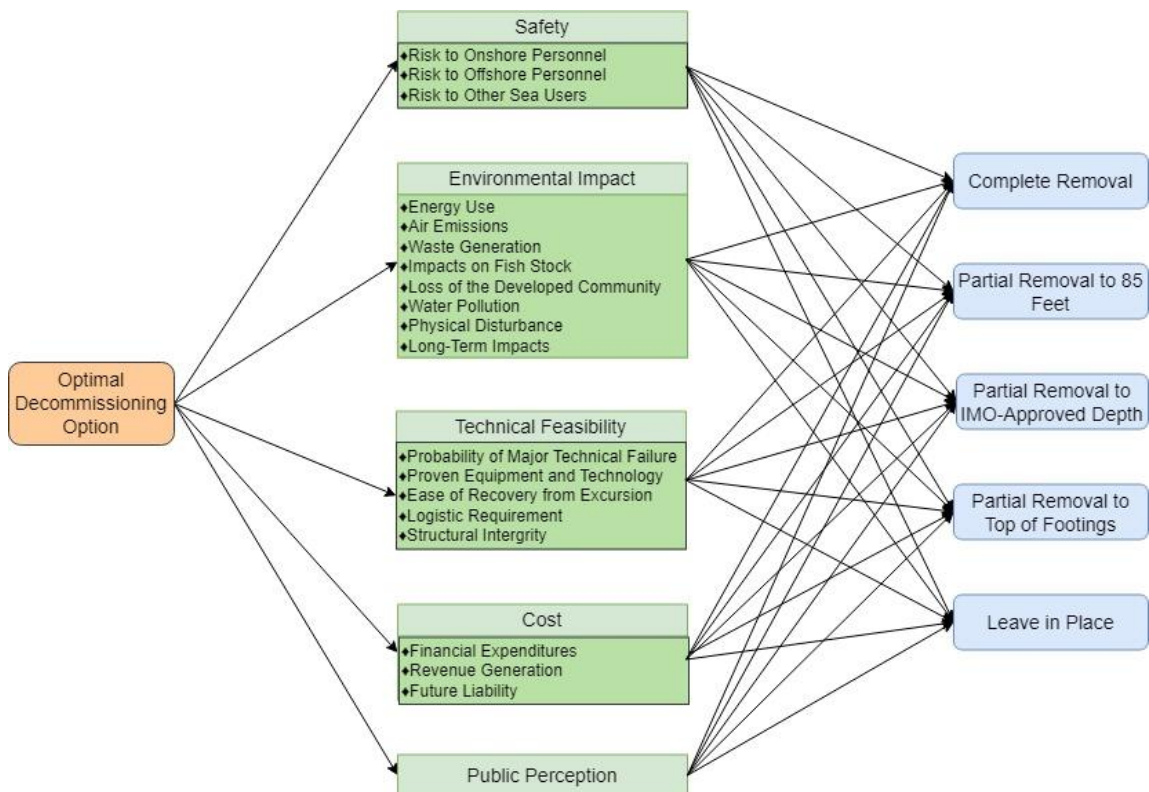 Optimal
Decommissioning
Option
Safety
♦Risk to Onshore Personnel
♦Risk to Offshore Personnel
♦Risk to Other Sea Users
Environmental Impact
♦Energy Use
♦Air Emissions
♦Waste Generation
♦Impacts on Fish Stock
♦Loss of the Developed Community
♦Water Pollution
♦Physical Disturbance
♦Long-Term Impacts
Technical Feasibility
♦Probability of Major Technical Failure
♦Proven Equipment and Technology
♦Ease of Recovery from Excursion
♦Logistic Requirement
♦Structural Intergrity
Cost
♦Financial Expenditures
♦Revenue Generation
♦Future Liability
Public Perception
Complete Removal
Partial Removal to 85
Feet
Partial Removal to
IMO-Approved Depth
Partial Removal to
Top of Footings
Leave in Place